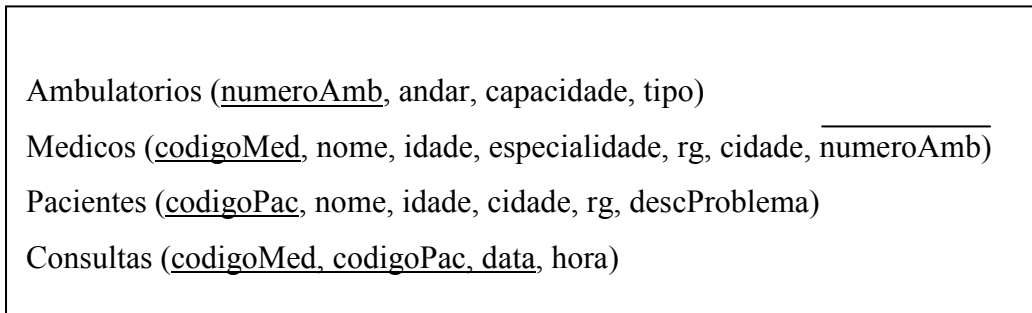 Ambulatorios (numeroAmb, andar, capacidade, tipo)
Medicos (codigoMed, nome, idade, especialidade, rg, cidade, numeroAmb)
Pacientes (codigoPac, nome, idade, cidade, rg, descProblema)
Consultas (codigoMed, codigoPac, data, hora)